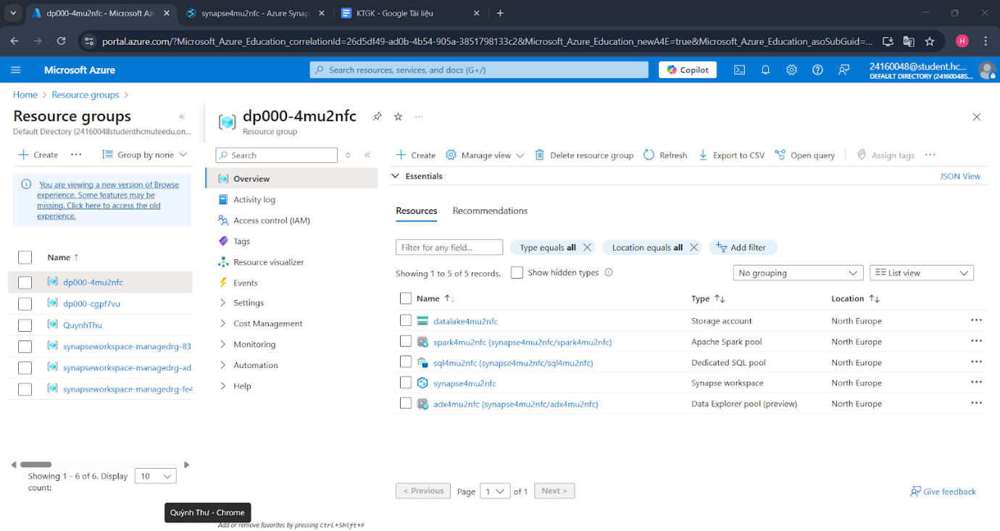 dp000-4mu2nfc - Microsoft Az
synapse4mu2nfc - Azure Synap
KTGK - Google Tài liệu
portal.azure.com/?Microsoft_Azure_Education_correlationId=26d5df49-ad0b-4b54-905a-3851798133c2&Microsoft_Azure_Education_newA4E=true&Microsoft_Azure_Education_asoSubGuid=...
H
Microsoft Azure
Search resources, services, and docs (G+/)
Copilot
24160048@student.hc...
DEFAULT DIRECTORY (24160048S...
Home > Resource groups >
Resource groups
Default Directory (24160048studenthcmuteedu.on...
Create
Group by none
You are viewing a new version of Browse
experience. Some features may be
missing. Click here to access the old
experience.
Name ↑
dp000-4mu2nfc
dp000-cgpf7vu
QuynhThu
synapseworkspace-managedrg-83
synapseworkspace-managedrg-ad
synapseworkspace-managedrg-fe4
Showing 1 - 6 of 6. Display
count:
10
dp000-4mu2nfc
Resource group
Search
Overview
Activity log
Access control (IAM)
Tags
Resource visualizer
Events
Settings
Cost Management
Monitoring
Automation
Help
Quỳnh Thư - Chrome
Add or remove favorites by pressing Ctrl+Shift+F
Create
Manage view
Delete resource group
Refresh
Export to CSV
Open query
Assign tags
Essentials
JSON View
Resources
Recommendations
Filter for any field...
Type equals all
Location equals all
Add filter
Showing 1 to 5 of 5 records.
Show hidden types
No grouping
List view
Name ↑↓ Type ↑↓ Location ↑↓
datalake4mu2nfc Storage account North Europe
spark4mu2nfc (synapse4mu2nfc/spark4mu2nfc) Apache Spark pool North Europe
sql4mu2nfc (synapse4mu2nfc/sql4mu2nfc) Dedicated SQL pool North Europe
synapse4mu2nfc Synapse workspace North Europe
adx4mu2nfc (synapse4mu2nfc/adx4mu2nfc) Data Explorer pool (preview) North Europe
< Previous
Page 1 of 1
Next >
Give feedback